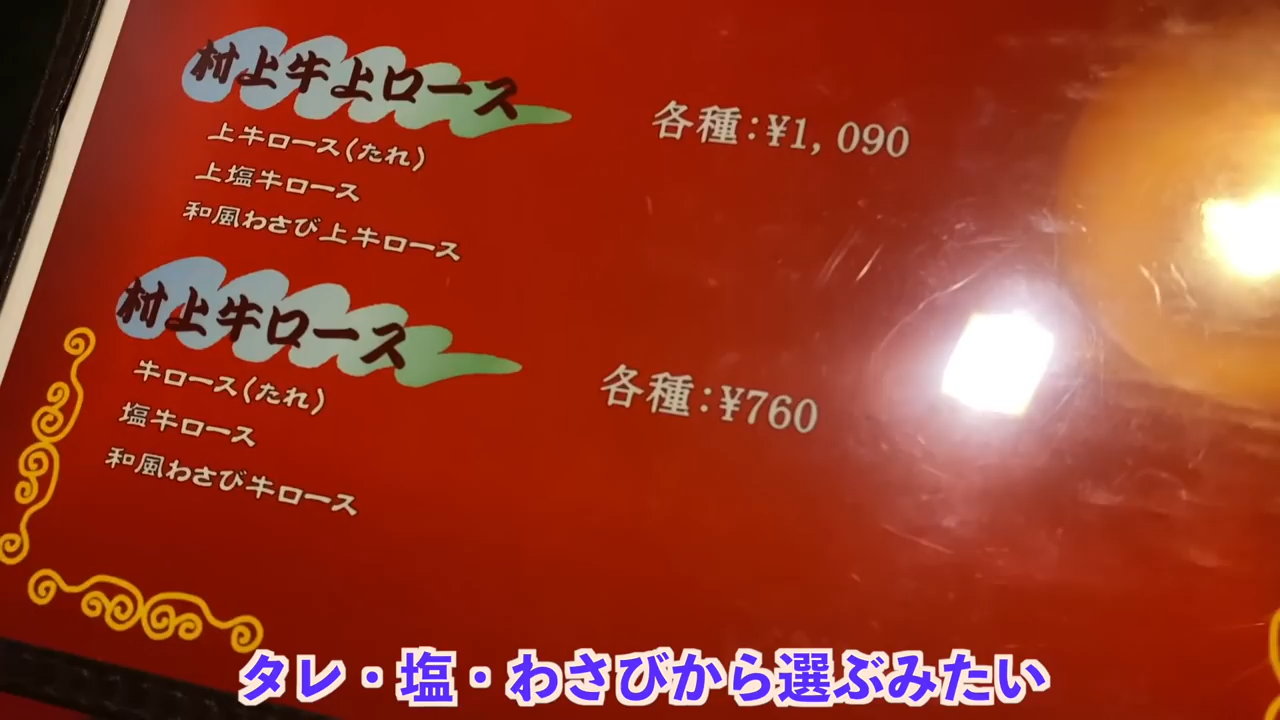 村上牛上ロース
各種:¥1,090
上牛ロース(たれ)
上塩牛ロース
和風わさび上牛ロース
村上牛ロース
各種:¥760
牛ロース(たれ)
塩牛ロース
和風わさび牛ロース
タレ・塩・わさびから選ぶみたい